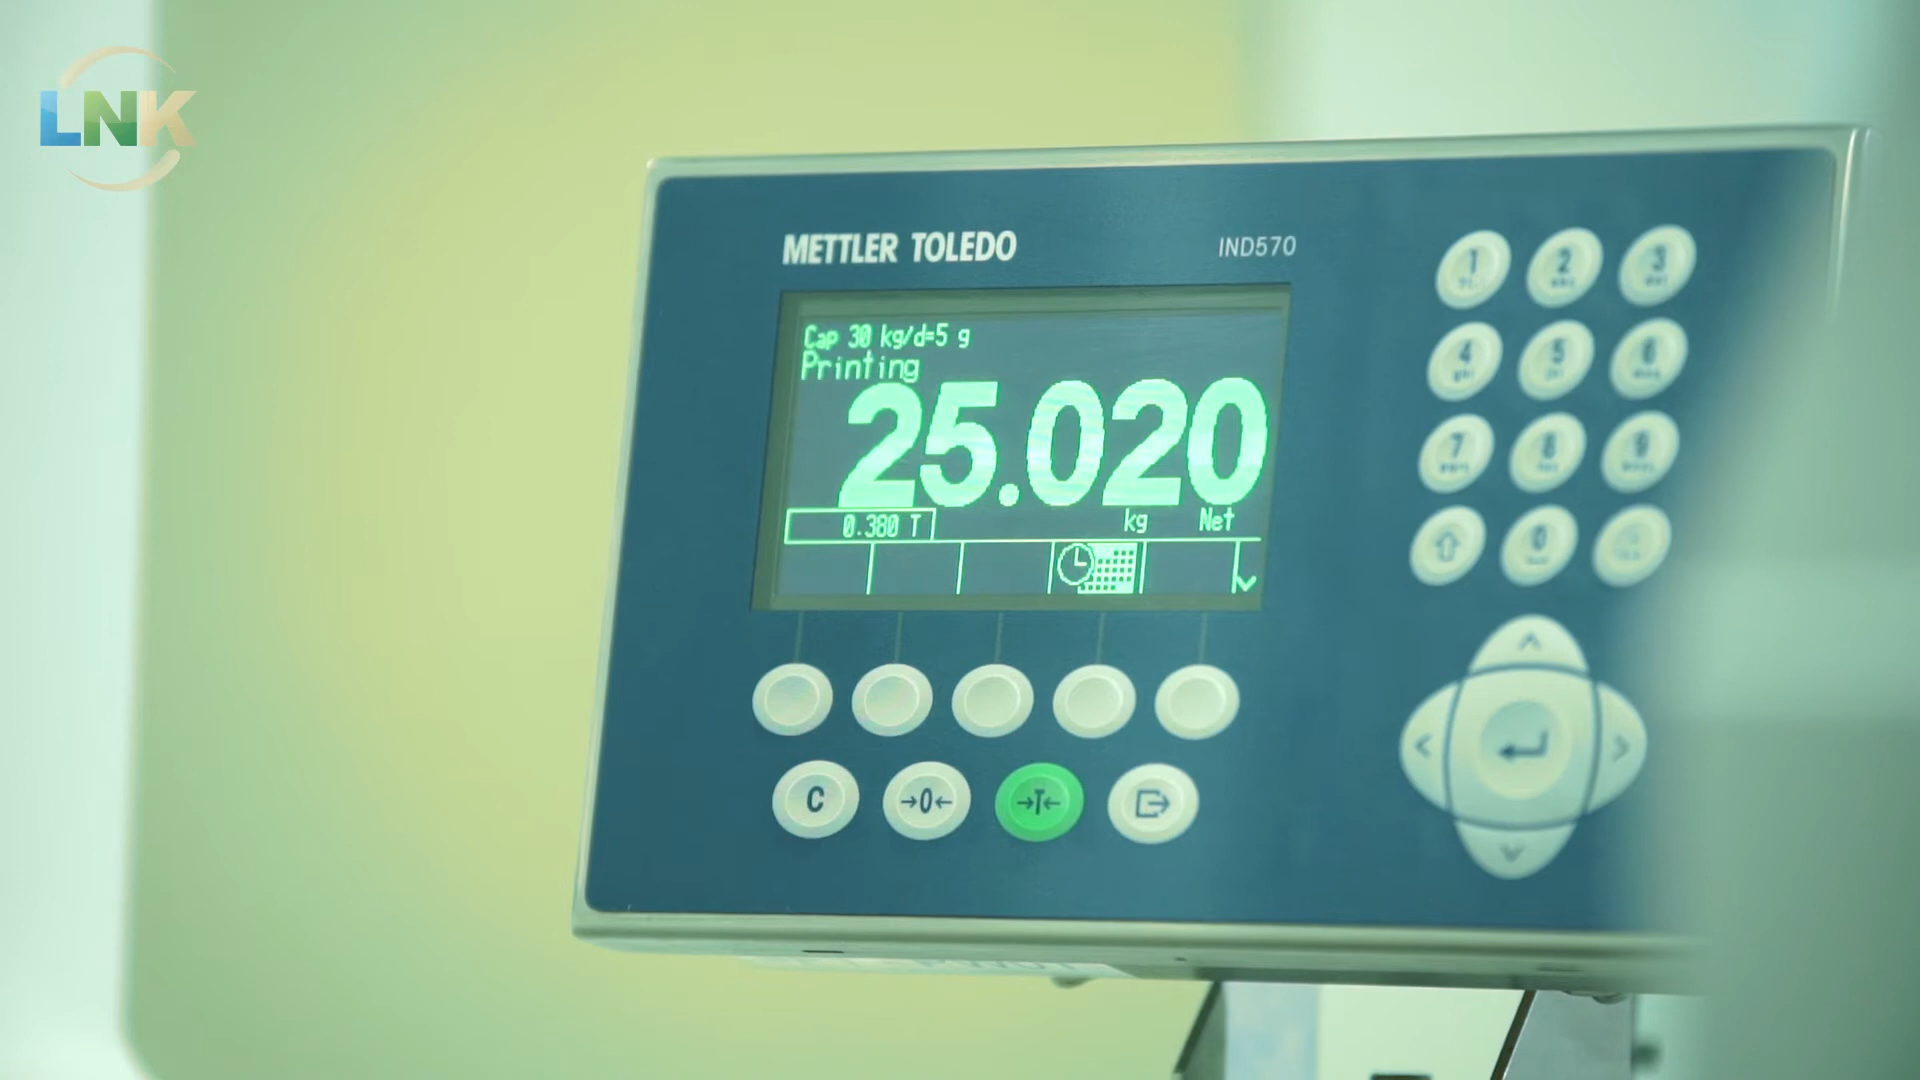 LNK
METTLER TOLEDO
IND570
Cap 30 kg/d=5 g
Printing
25.020
0.380 T
kg Net
1 2 3
4 5 6
7 8 9
0
C
→0←
→T←